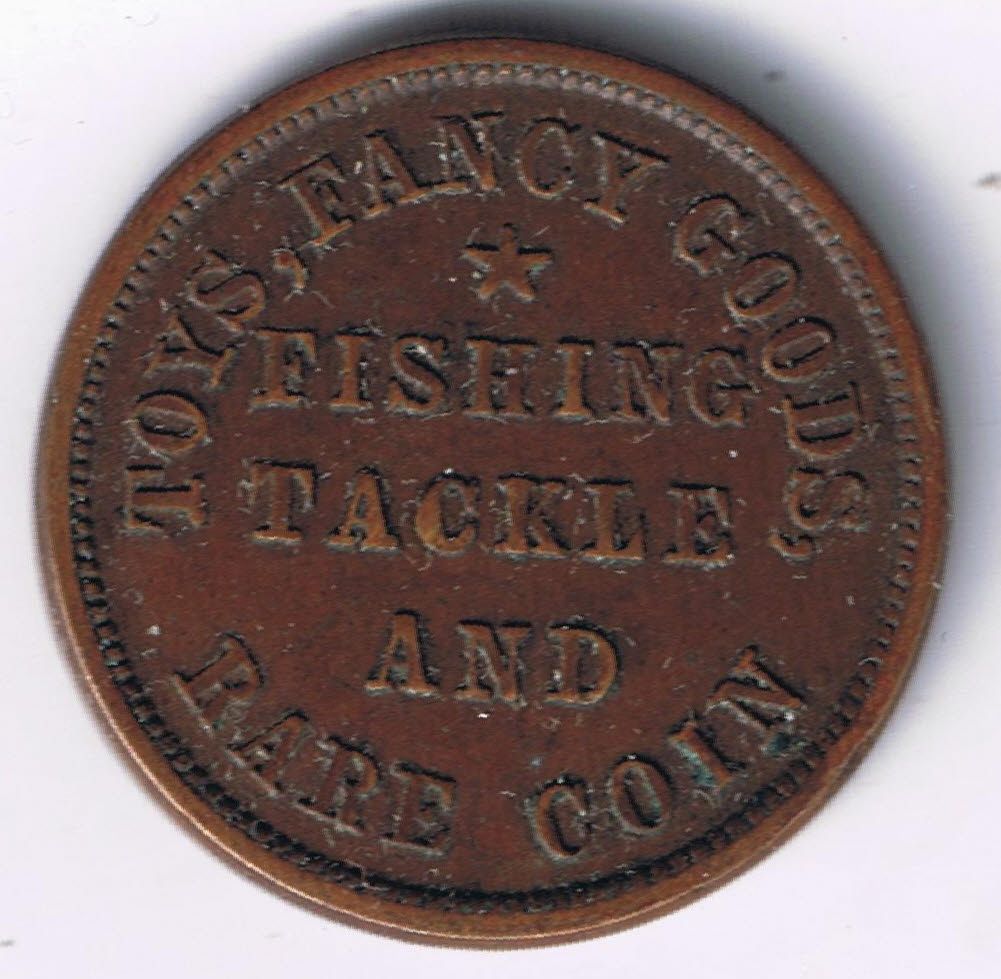 TOYS, FANCY GOODS,
FISHING
TACKLE
AND
RARE COIN